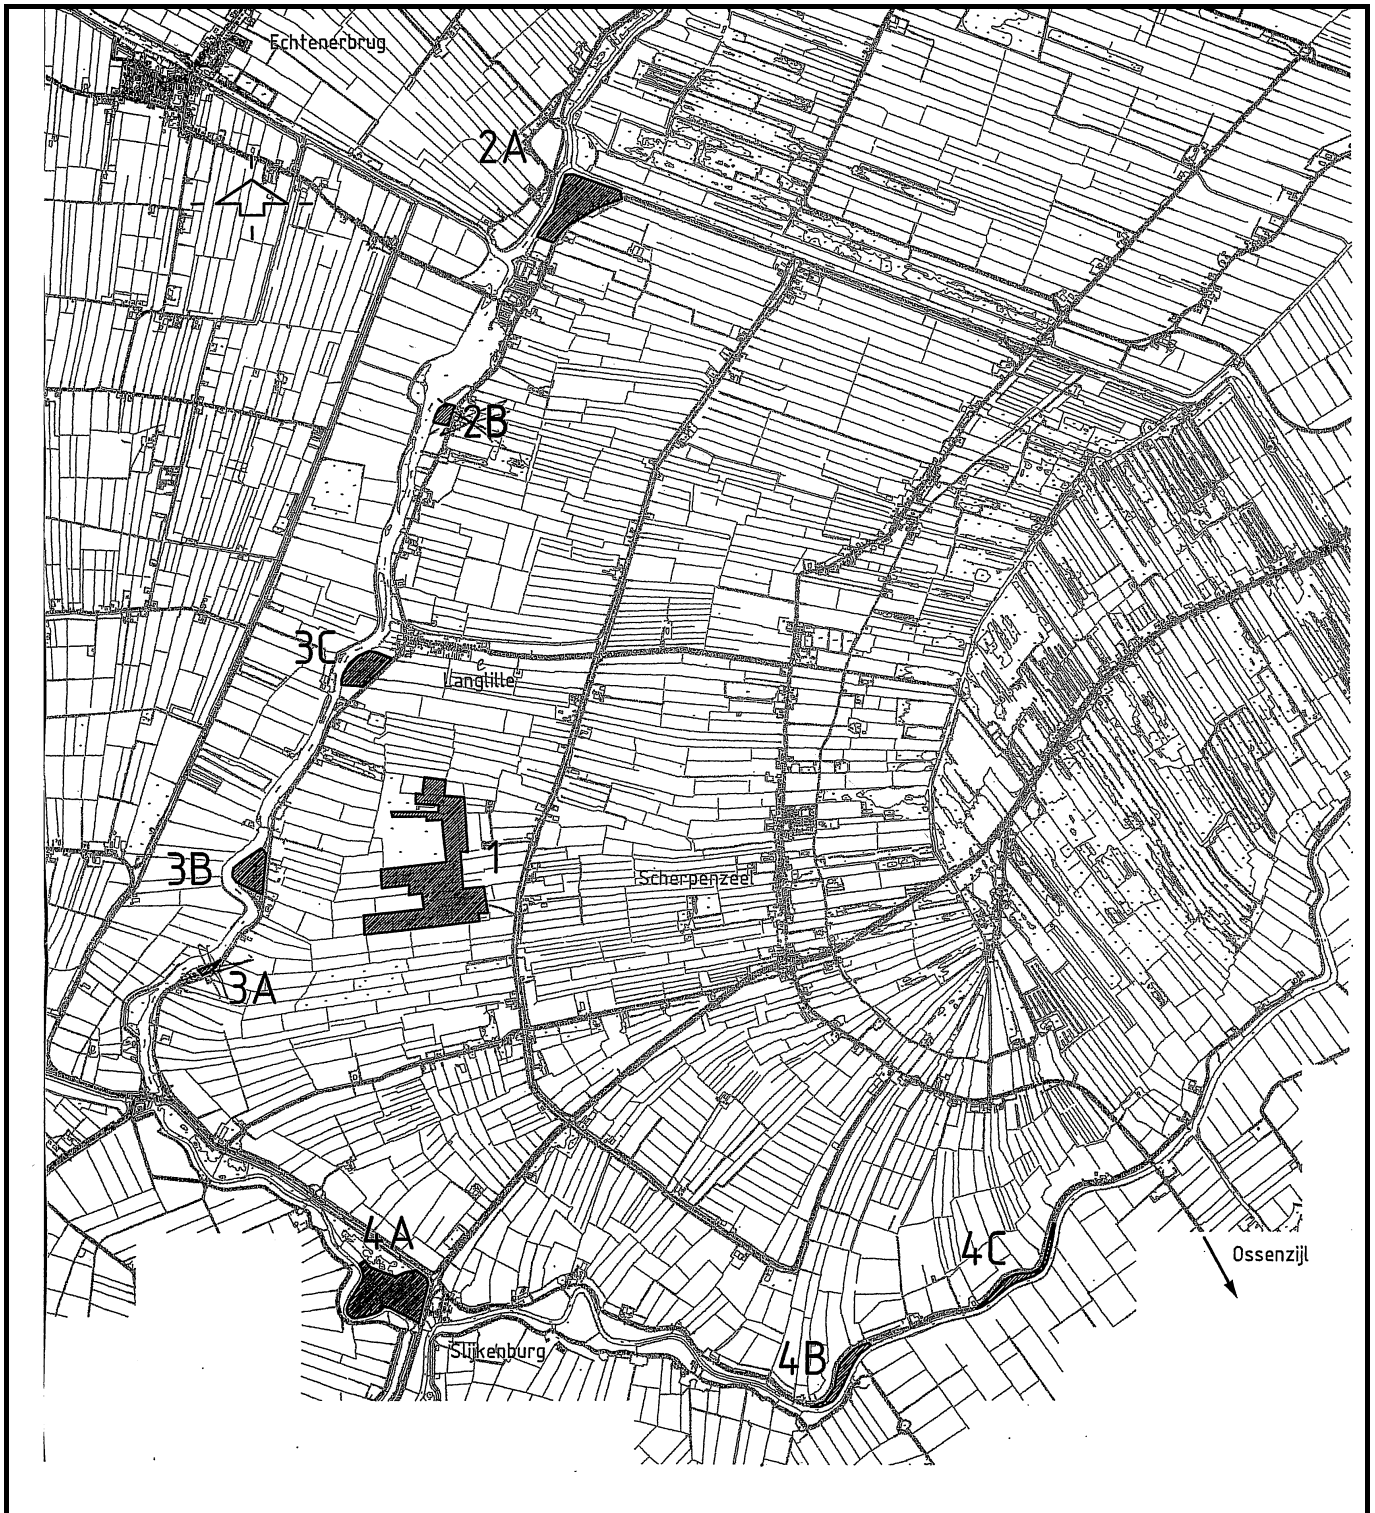 Echtenerbrug
2A
2B
3C
Langlille
1
3B
Scherpenzeel
3A
4A
4C
Ossenzijl
Slijkenburg
4B